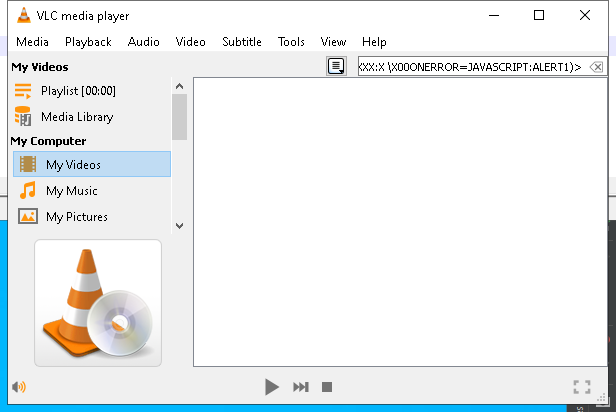 VLC media player
Media Playback Audio Video Subtitle Tools View Help
My Videos
XXX:X \X00ONERROR=JAVASCRIPT:ALERT1)>
Playlist [00:00]
Media Library
My Computer
My Videos
My Music
My Pictures